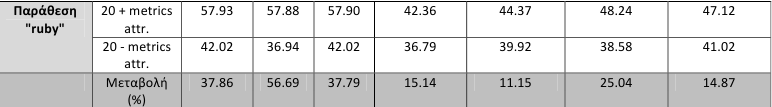 Παράθεση "ruby" 20 + metrics attr. 57.93 57.88 57.90 42.36 44.37 48.24 47.12
20 - metrics attr. 42.02 36.94 42.02 36.79 39.92 38.58 41.02
Μεταβολή (%) 37.86 56.69 37.79 15.14 11.15 25.04 14.87